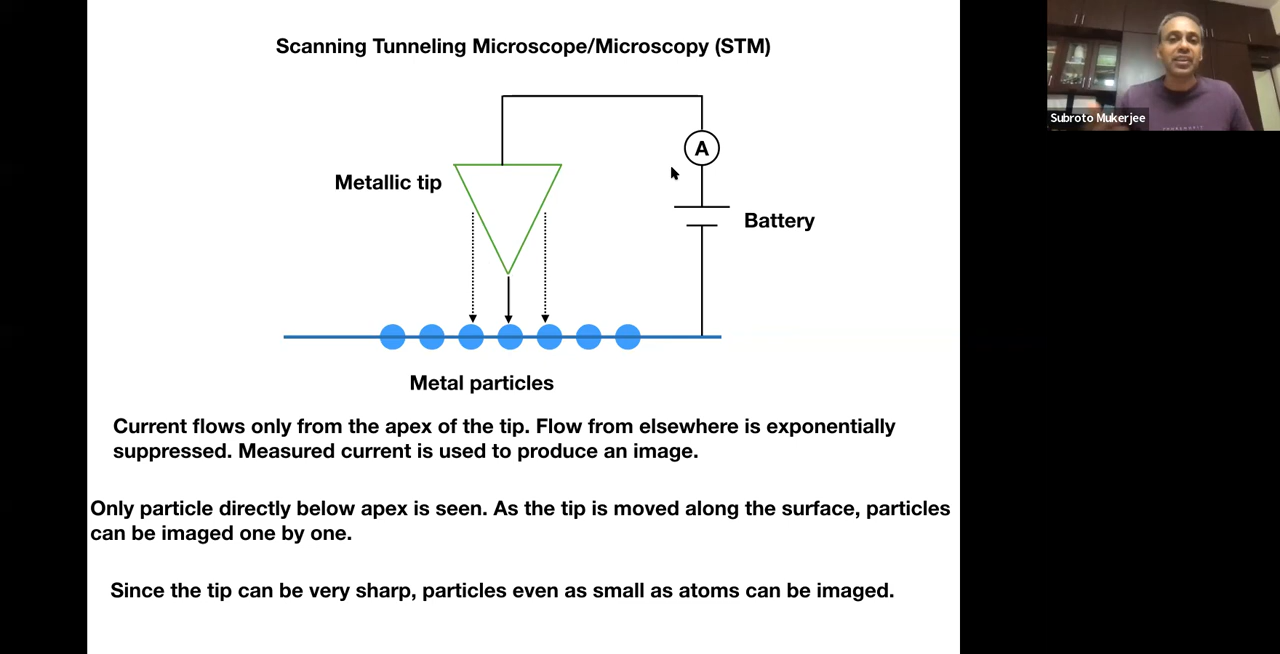 Scanning Tunneling Microscope/Microscopy (STM)
Subroto Mukerjee
A
Metallic tip
Battery
Metal particles
Current flows only from the apex of the tip. Flow from elsewhere is exponentially
suppressed. Measured current is used to produce an image.
Only particle directly below apex is seen. As the tip is moved along the surface, particles
can be imaged one by one.
Since the tip can be very sharp, particles even as small as atoms can be imaged.